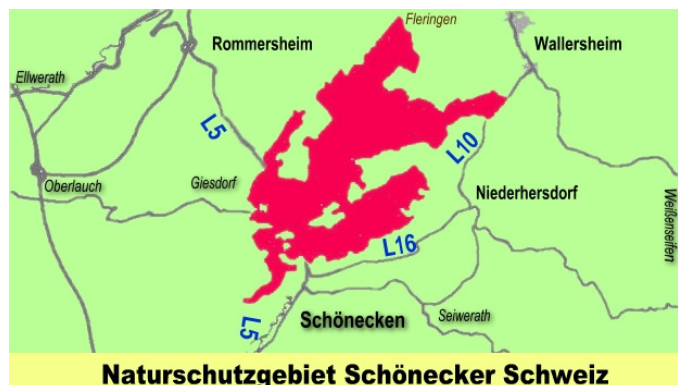 Fleringen
Rommersheim
Wallersheim
Ellwerath
L5
L10
Oberlauch
Giesdorf
Niederhersdorf
Weißenseifen
L16
L5
Schönecken
Seiwerath
Naturschutzgebiet Schönecker Schweiz